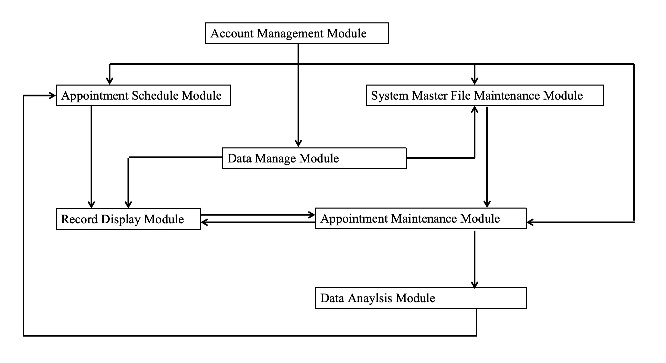 Account Management Module
Appointment Schedule Module
System Master File Maintenance Module
Data Manage Module
Record Display Module
Appointment Maintenance Module
Data Anaylsis Module